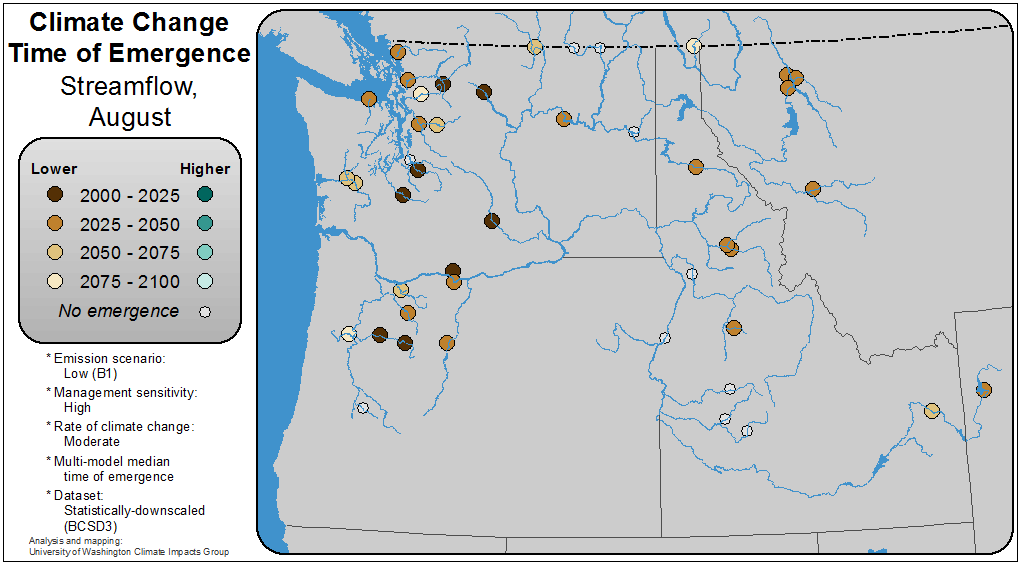 Climate Change
Time of Emergence
Streamflow,
August
Lower Higher
2000 - 2025
2025 - 2050
2050 - 2075
2075 - 2100
No emergence
* Emission scenario:
Low (B1)
* Management sensitivity:
High
* Rate of climate change:
Moderate
* Multi-model median
time of emergence
* Dataset:
Statistically-downscaled
(BCSD3)
Analysis and mapping:
University of Washington Climate Impacts Group